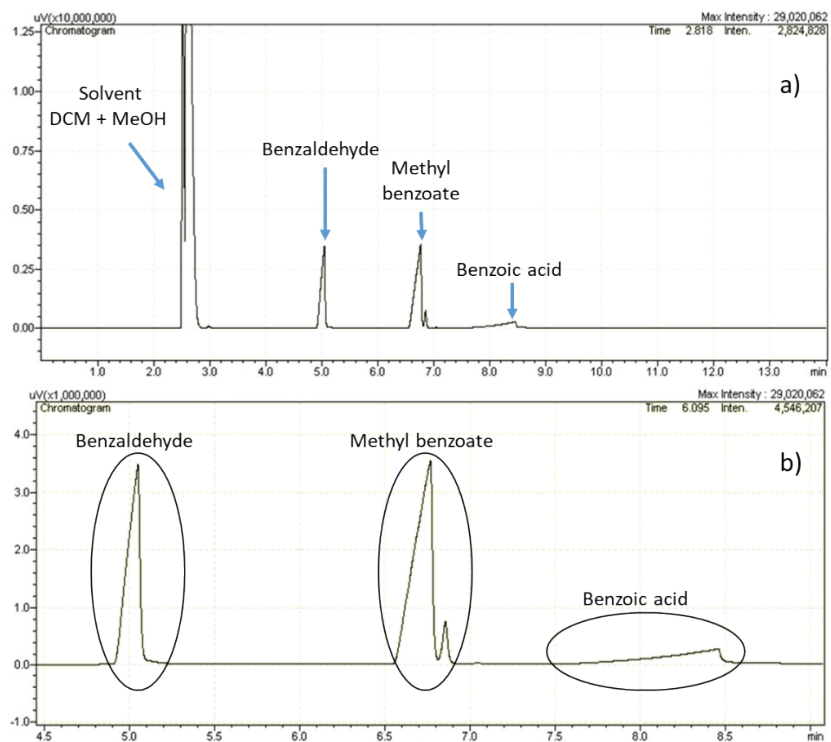 uV(x10,000,000)
Max Intensity : 29,020,062
Chromatogram
Time 2.818 Inten. 2,824,828
1.25
1.00
0.75
0.50
0.25
0.00
a)
Solvent
DCM + MeOH
Benzaldehyde
Methyl
benzoate
Benzoic acid
1.0 2.0 3.0 4.0 5.0 6.0 7.0 8.0 9.0 10.0 11.0 12.0 13.0 min
uV(x1,000,000)
Max Intensity : 29,020,062
Chromatogram
Time 6.095 Inten. 4,546,207
4.0
3.0
2.0
1.0
0.0
-1.0
Benzaldehyde
Methyl benzoate
b)
Benzoic acid
4.5 5.0 5.5 6.0 6.5 7.0 7.5 8.0 8.5 min